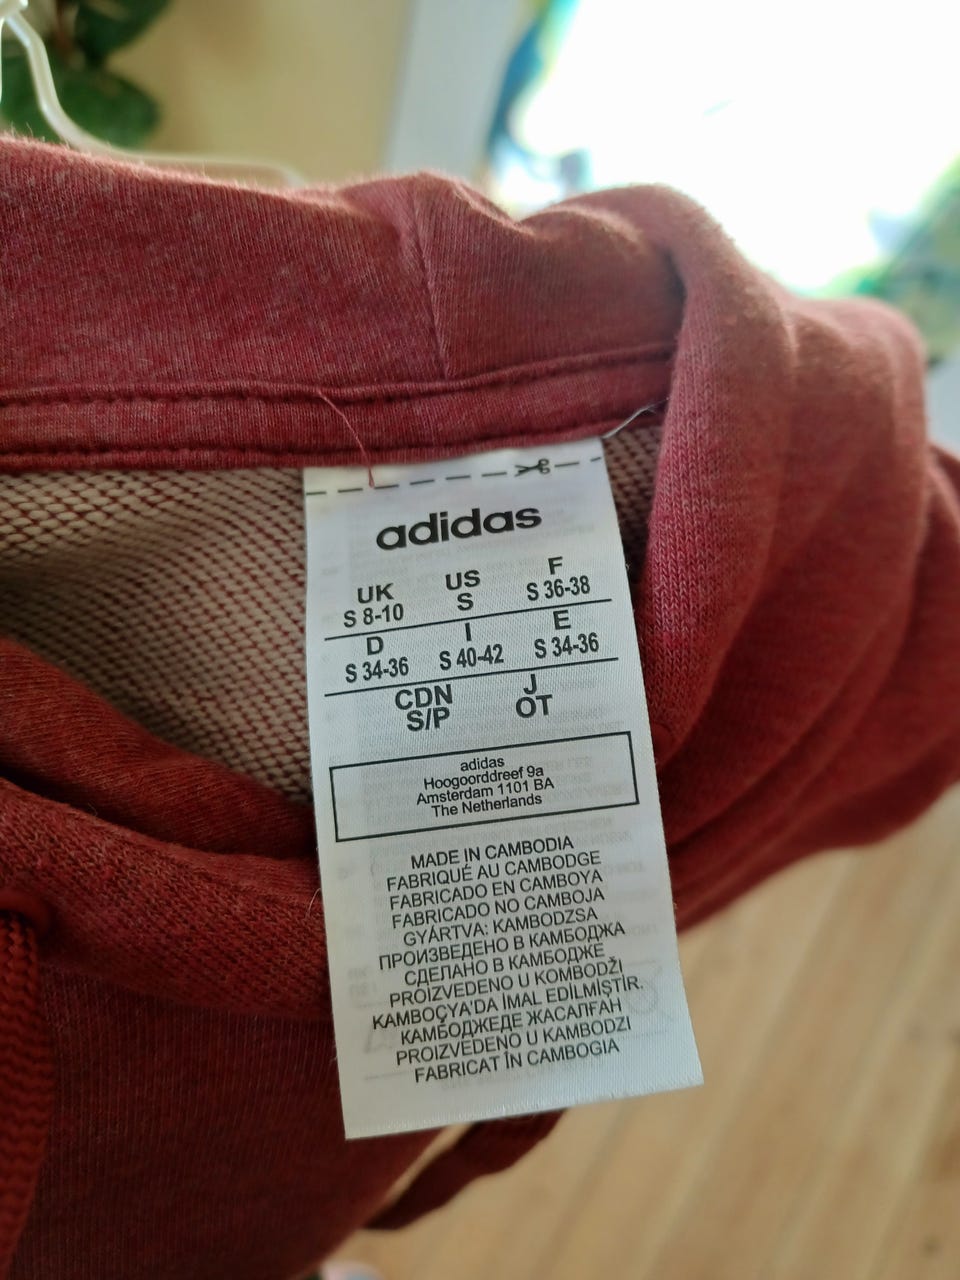 adidas
UK US F
S 8-10 S S 36-38
D I E
S 34-36 S 40-42 S 34-36
CDN J
S/P OT
adidas
Hoogoorddreef 9a
Amsterdam 1101 BA
The Netherlands
MADE IN CAMBODIA
FABRIQUÉ AU CAMBODGE
FABRICADO EN CAMBOYA
FABRICADO NO CAMBOJA
GYÁRTVA: KAMBODZSA
ПРОИЗВЕДЕНО В КАМБОДЖА
СДЕЛАНО В КАМБОДЖЕ
PROIZVEDENO U KOMBODŽI
KAMBOÇYA'DA İMAL EDİLMİŞTİR.
КАМБОДЖЕДЕ ЖАСАЛҒАН
PROIZVEDENO U KAMBODZI
FABRICAT ÎN CAMBOGIA